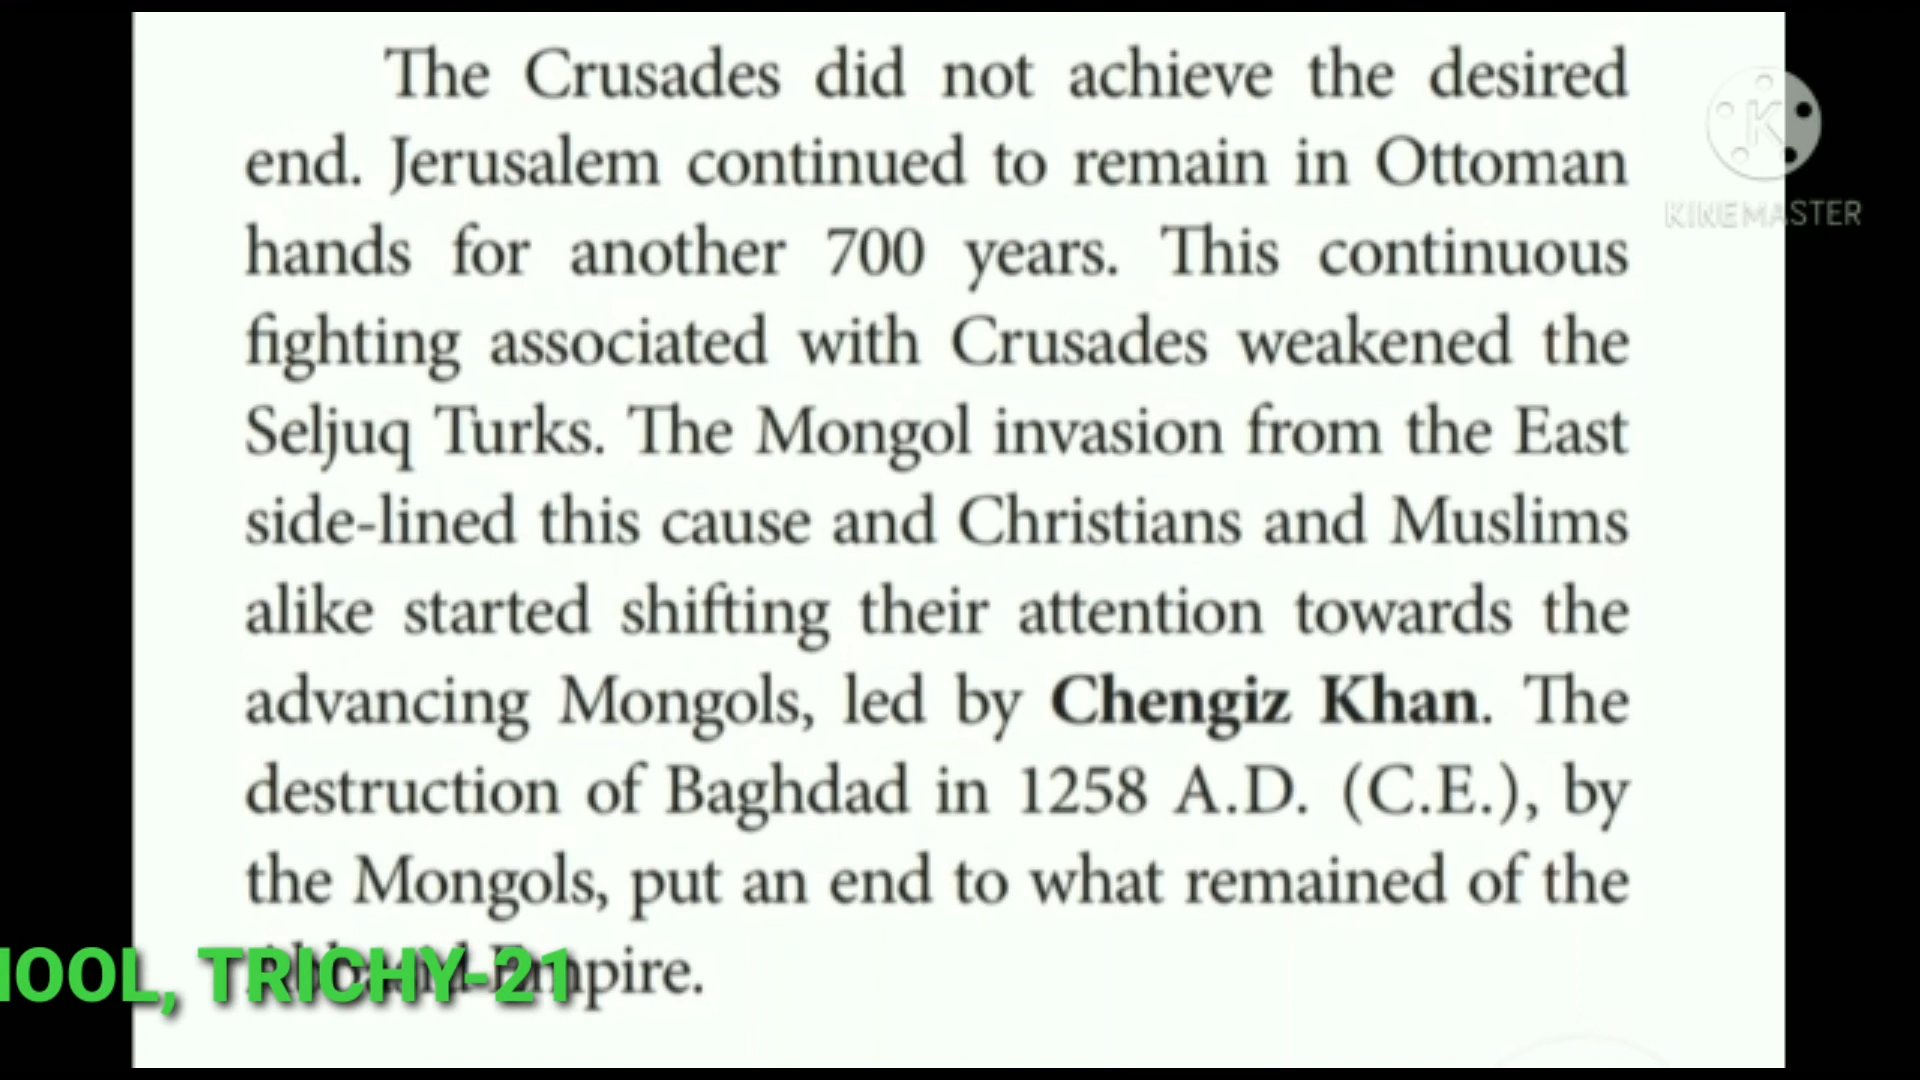 The Crusades did not achieve the desired
end. Jerusalem continued to remain in Ottoman
hands for another 700 years. This continuous
fighting associated with Crusades weakened the
Seljuq Turks. The Mongol invasion from the East
side-lined this cause and Christians and Muslims
alike started shifting their attention towards the
advancing Mongols, led by Chengiz Khan. The
destruction of Baghdad in 1258 A.D. (C.E.), by
the Mongols, put an end to what remained of the
Empire.
HOOL, TRICHY-21
K
KINEMASTER